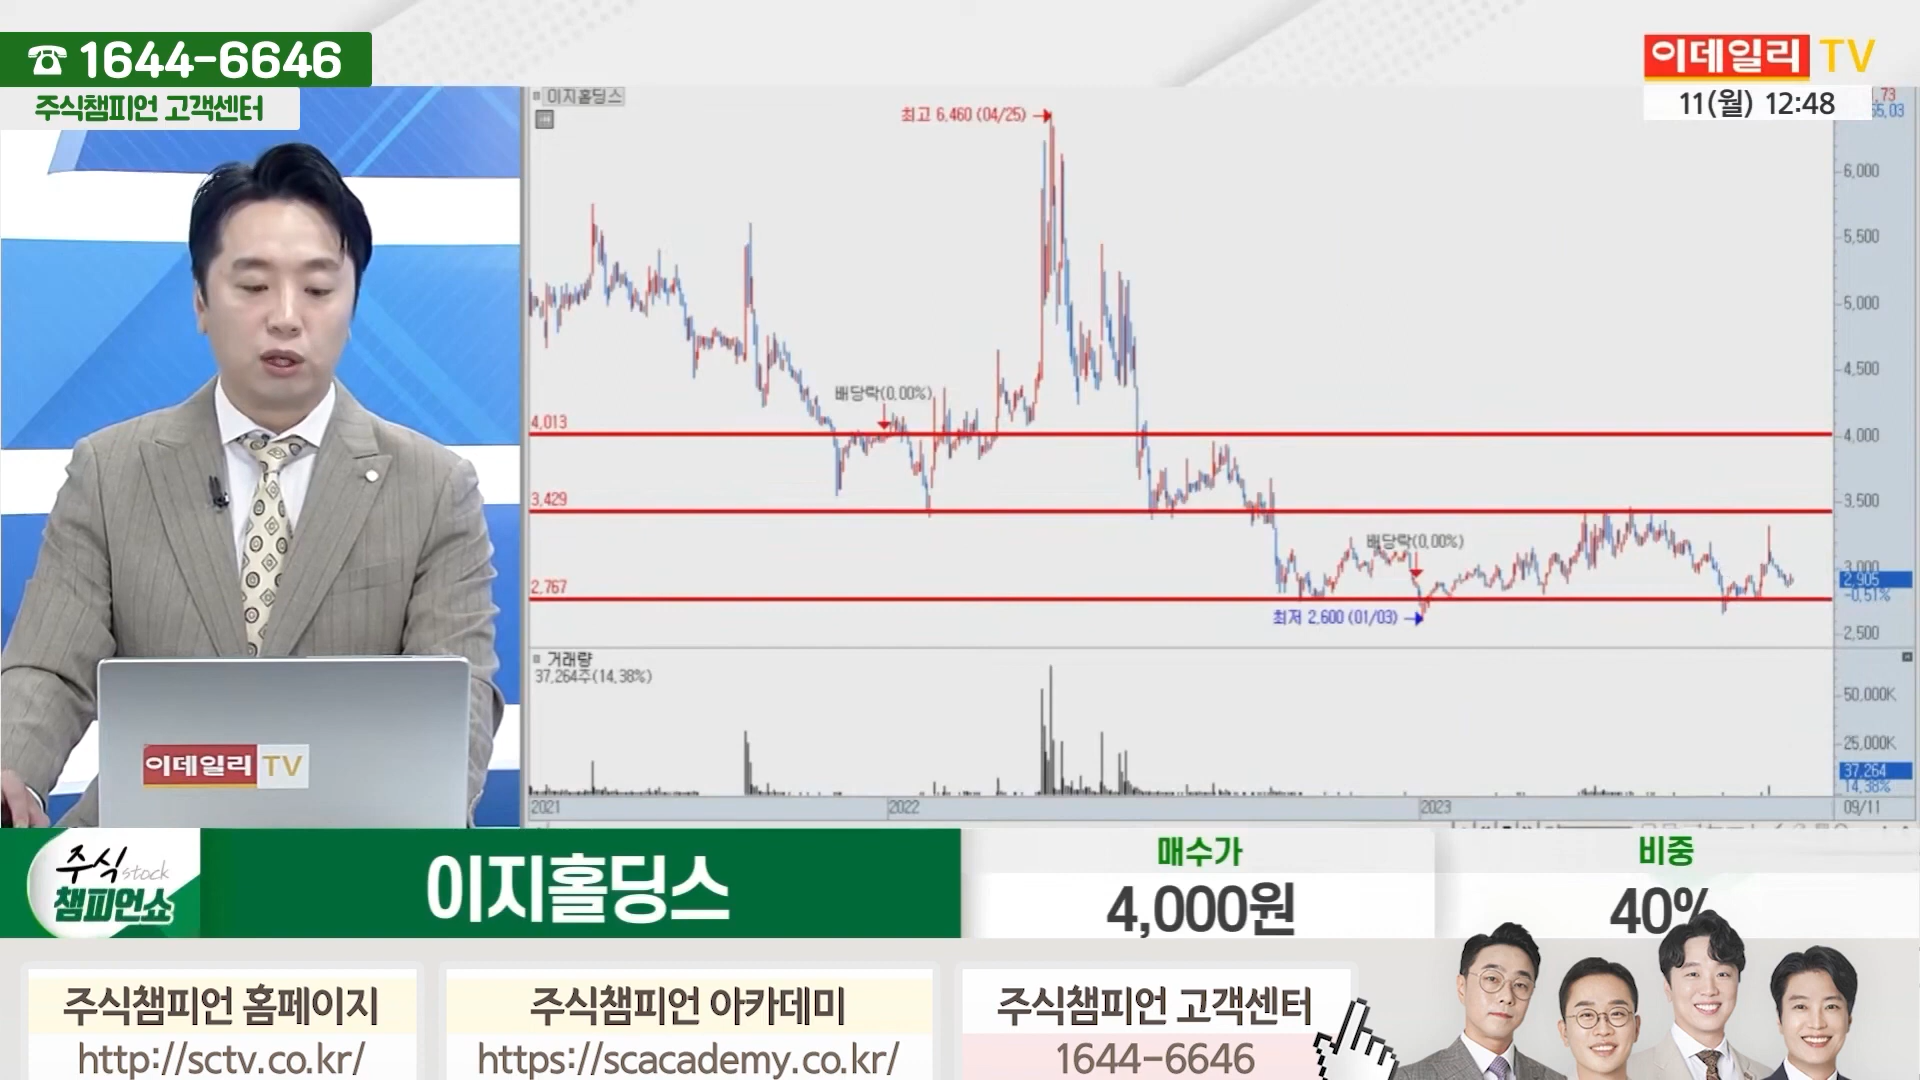 ☎ 1644-6646
주식챔피언 고객센터
이데일리 TV
11(월) 12:48
이지홀딩스
최고 6,460 (04/25)
6,000
5,500
5,000
4,500
4,000
3,500
3,000
2,905
-0.51%
2,500
배당락(0.00%)
4,013
3,429
배당락(0.00%)
2,767
최저 2,600 (01/03)
거래량
37,264주(14.38%)
50,000K
25,000K
37,264
14.38%
2021
2022
2023
09/11
이데일리 TV
주식 stock
챔피언쇼
이지홀딩스
매수가
4,000원
비중
40%
주식챔피언 홈페이지
http://sctv.co.kr/
주식챔피언 아카데미
https://scacademy.co.kr/
주식챔피언 고객센터
1644-6646